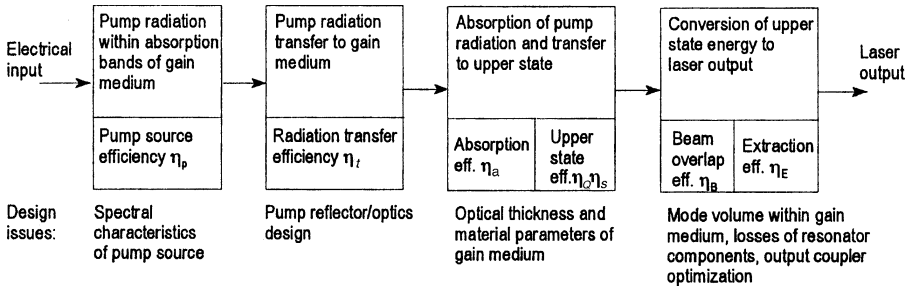 Electrical
input
Pump radiation
within absorption
bands of gain
medium
Pump source
efficiency ηp
Pump radiation
transfer to gain
medium
Radiation transfer
efficiency ηt
Absorption of pump
radiation and transfer
to upper state
Absorption
eff. ηa
Upper
state
eff.ηQηS
Conversion of upper
state energy to
laser output
Beam
overlap
eff. ηB
Extraction
eff. ηE
Laser
output
Design
issues:
Spectral
characteristics
of pump source
Pump reflector/optics
design
Optical thickness and
material parameters of
gain medium
Mode volume within gain
medium, losses of resonator
components, output coupler
optimization